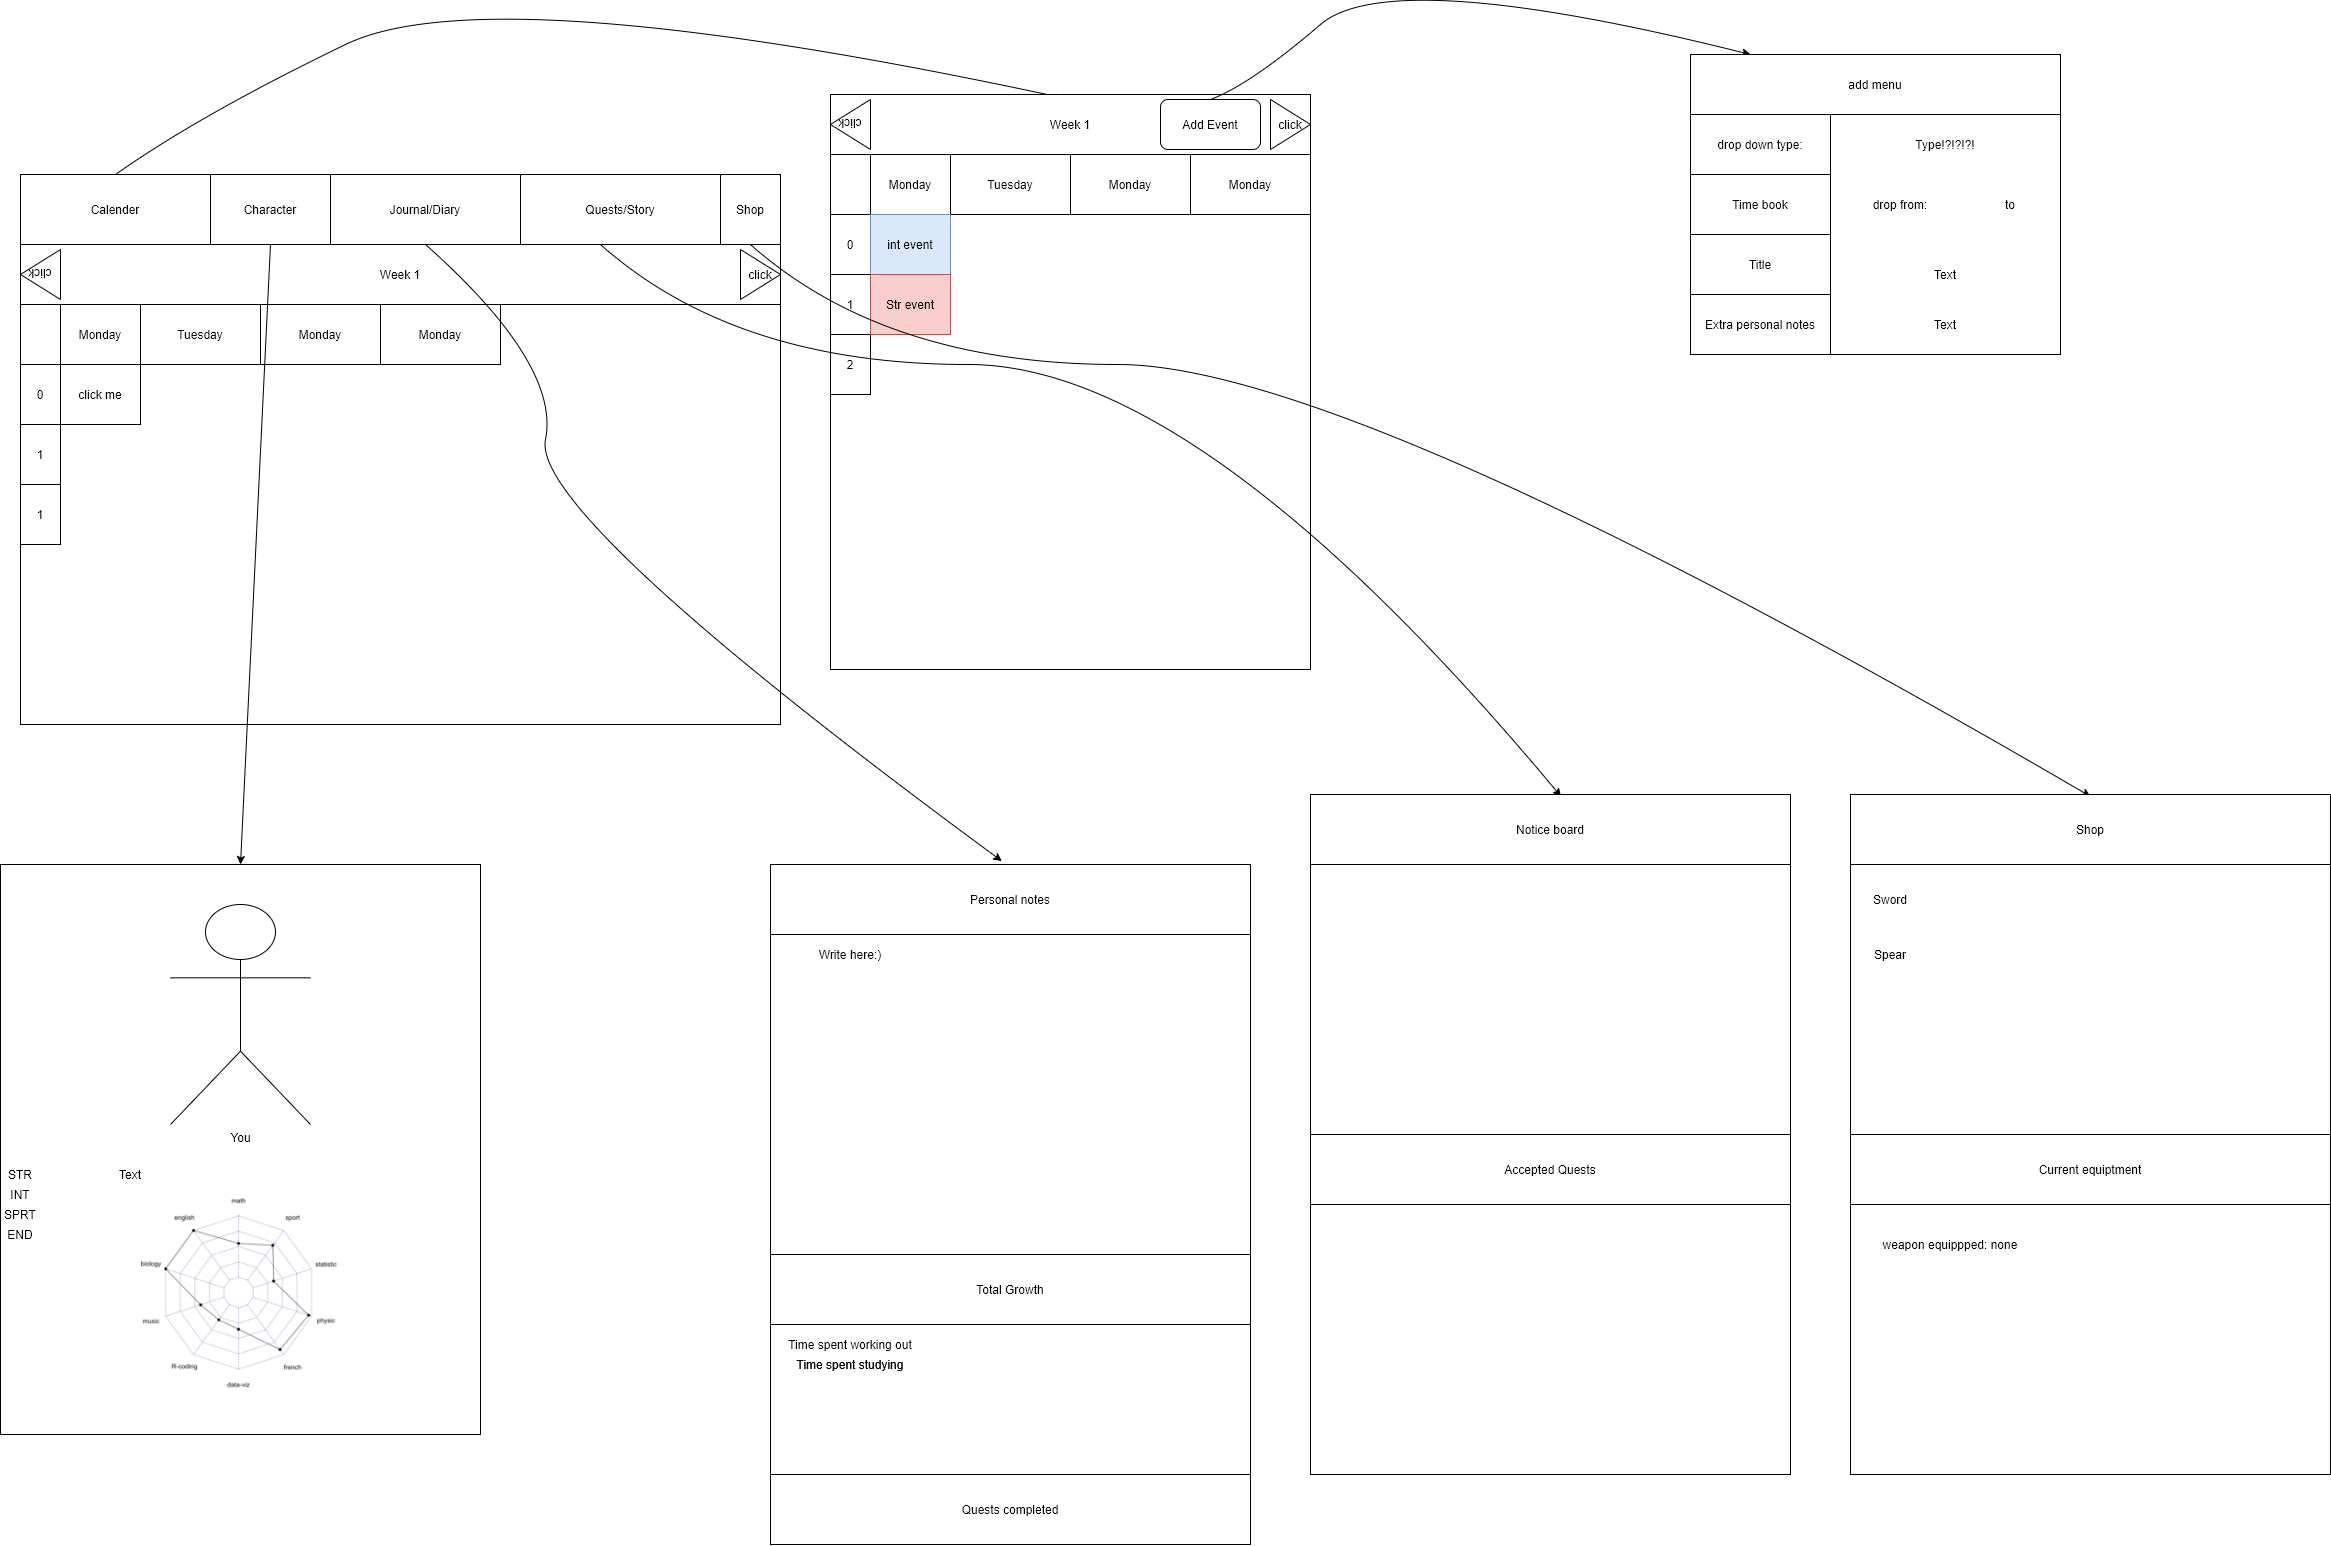 add menu
drop down type:
Type!?!?!?!
Time book
drop from:
to
Title
Text
Extra personal notes
Text
click
Week 1
Add Event
click
Monday
Tuesday
Monday
Monday
0
int event
1
Str event
2
Calender
Character
Journal/Diary
Quests/Story
Shop
click
Week 1
click
Monday
Tuesday
Monday
Monday
0
click me
1
1
You
STR
Text
INT
SPRT
END
math
english
sport
biology
statistic
music
physic
R-coding
french
data-viz
Personal notes
Write here:)
Total Growth
Time spent working out
Time spent studying
Quests completed
Notice board
Accepted Quests
Shop
Sword
Spear
Current equiptment
weapon equippped: none